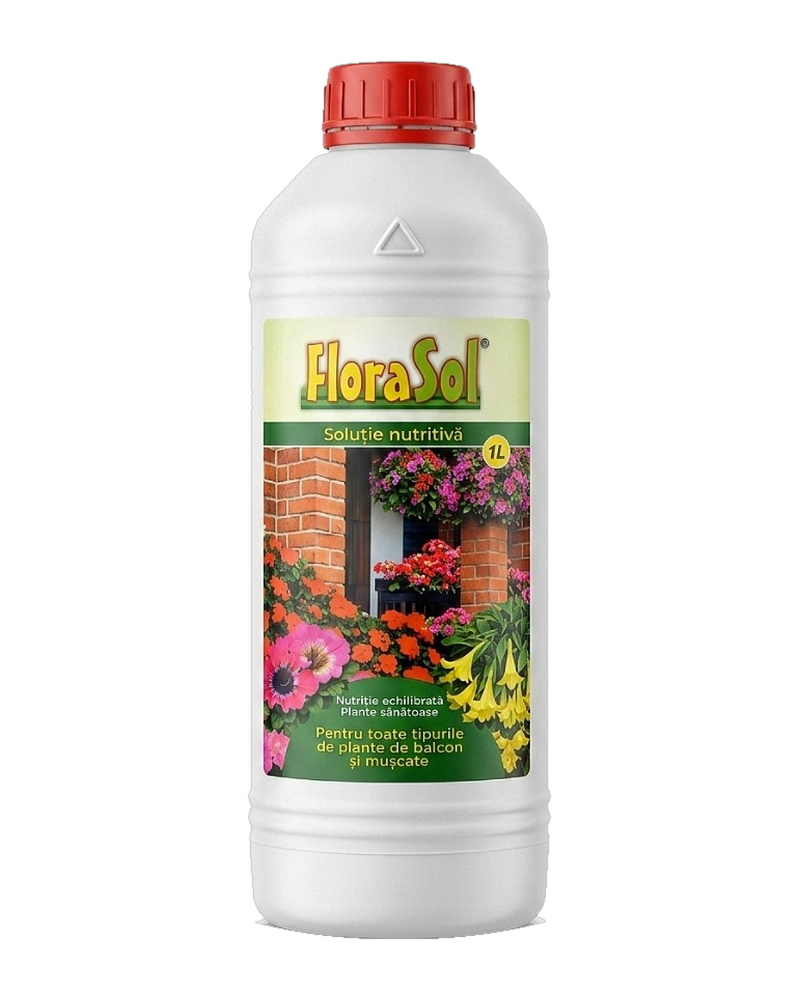 FloraSol®
Soluție nutritivă
1L
Nutriție echilibrată
Plante sănătoase
Pentru toate tipurile
de plante de balcon
și mușcate